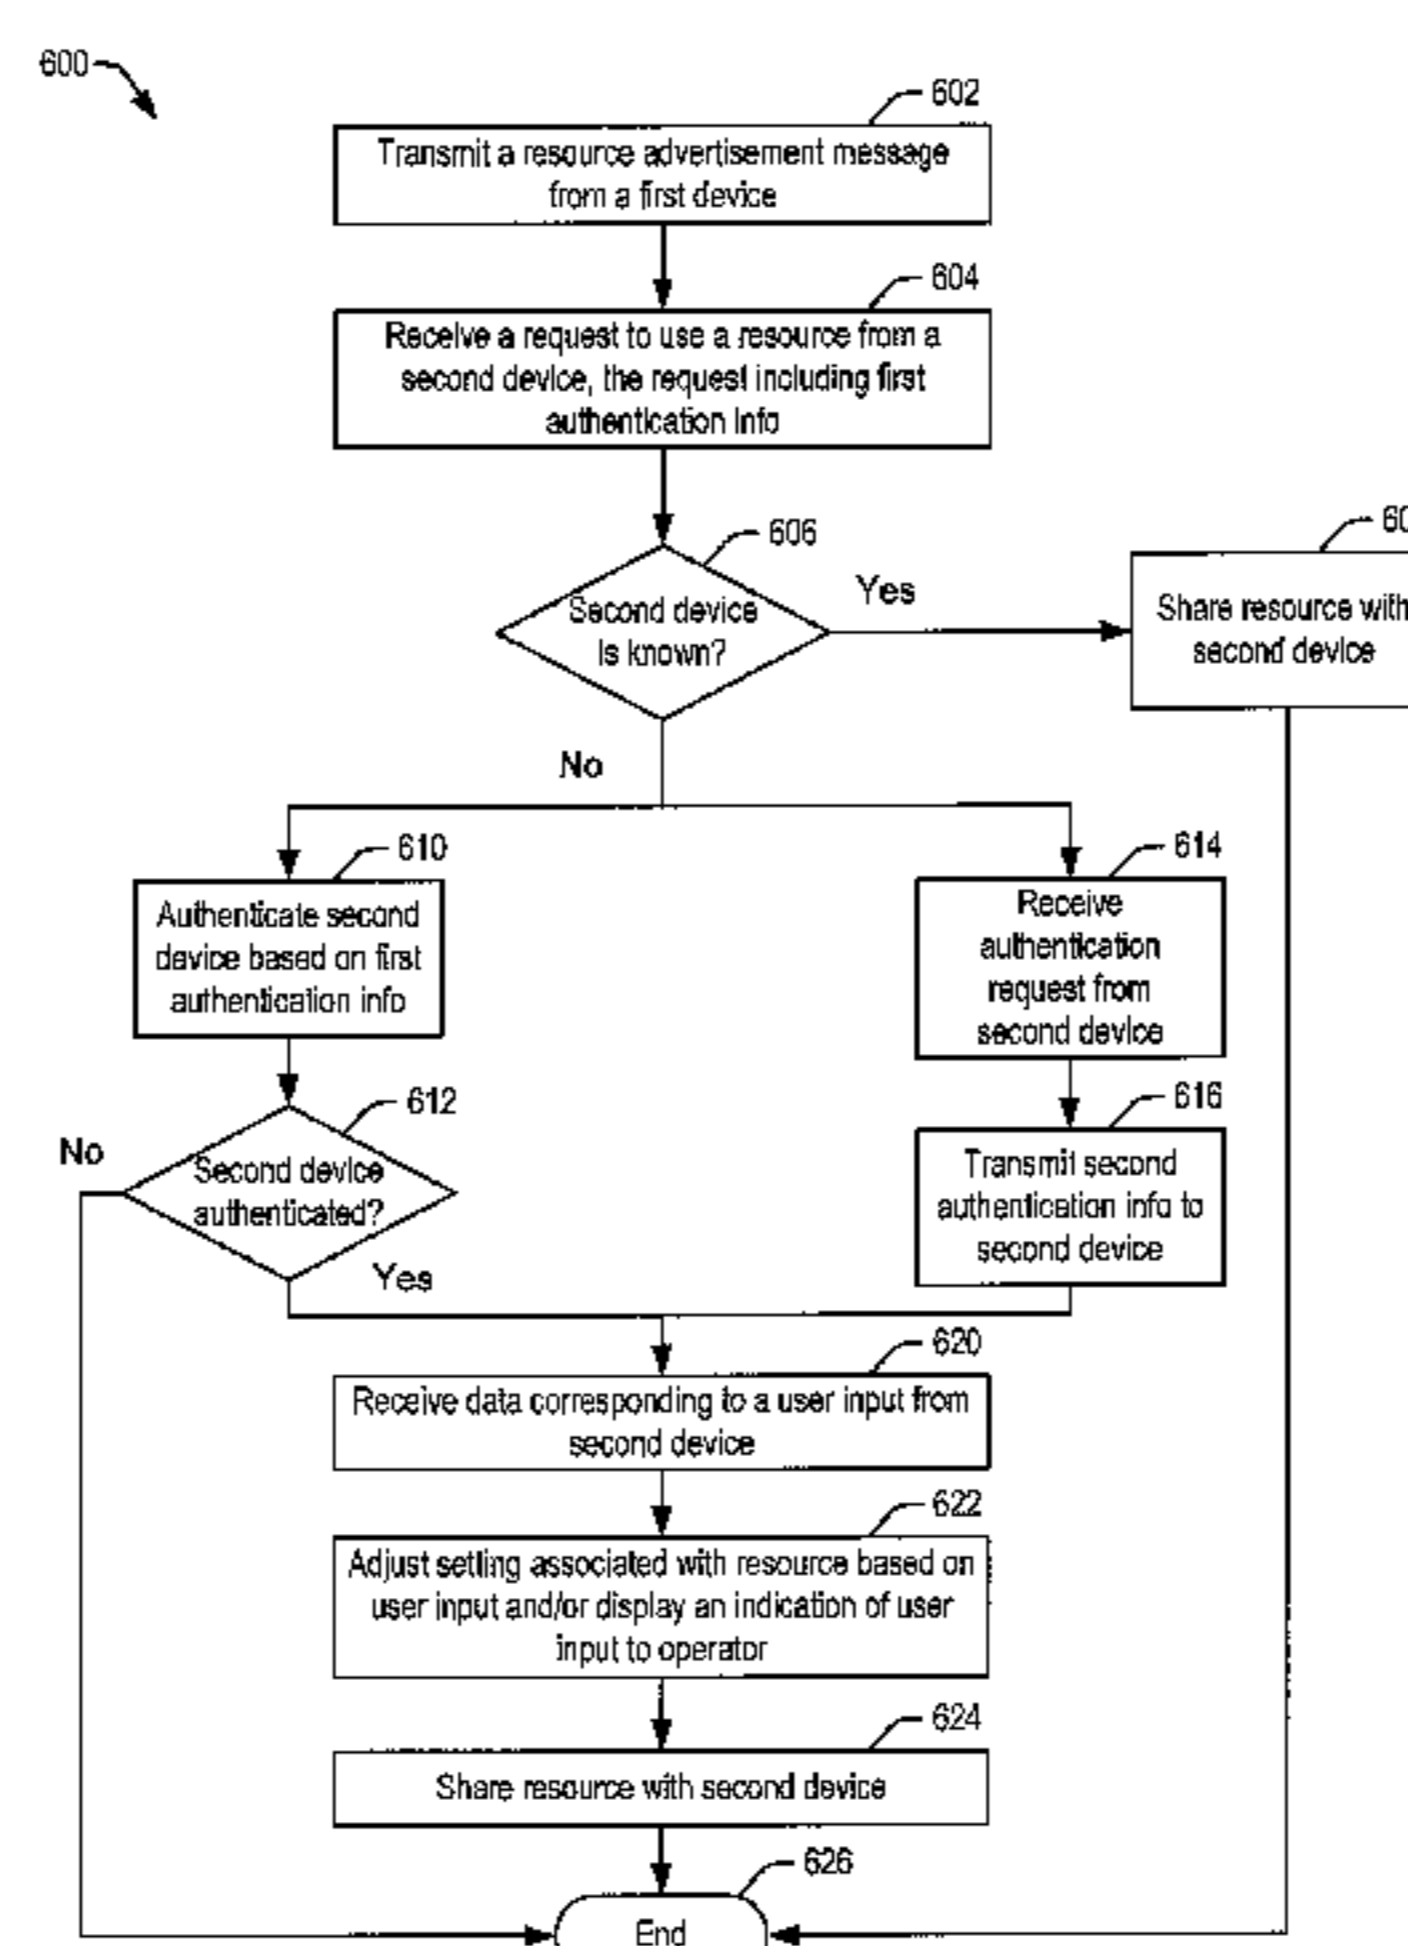 600
602
Transmit a resource advertisement message
from a first device
604
Receive a request to use a resource from a
second device, the request including first
authentication info
606
Second device
is known?
Yes
Share resource with
second device
No
610
Authenticate second
device based on first
authentication info
614
Receive
authentication
request from
second device
612
No
Second device
authenticated?
Yes
616
Transmit second
authentication info to
second device
620
Receive data corresponding to a user input from
second device
622
Adjust setting associated with resource based on
user input and/or display an indication of user
input to operator
624
Share resource with second device
626
End